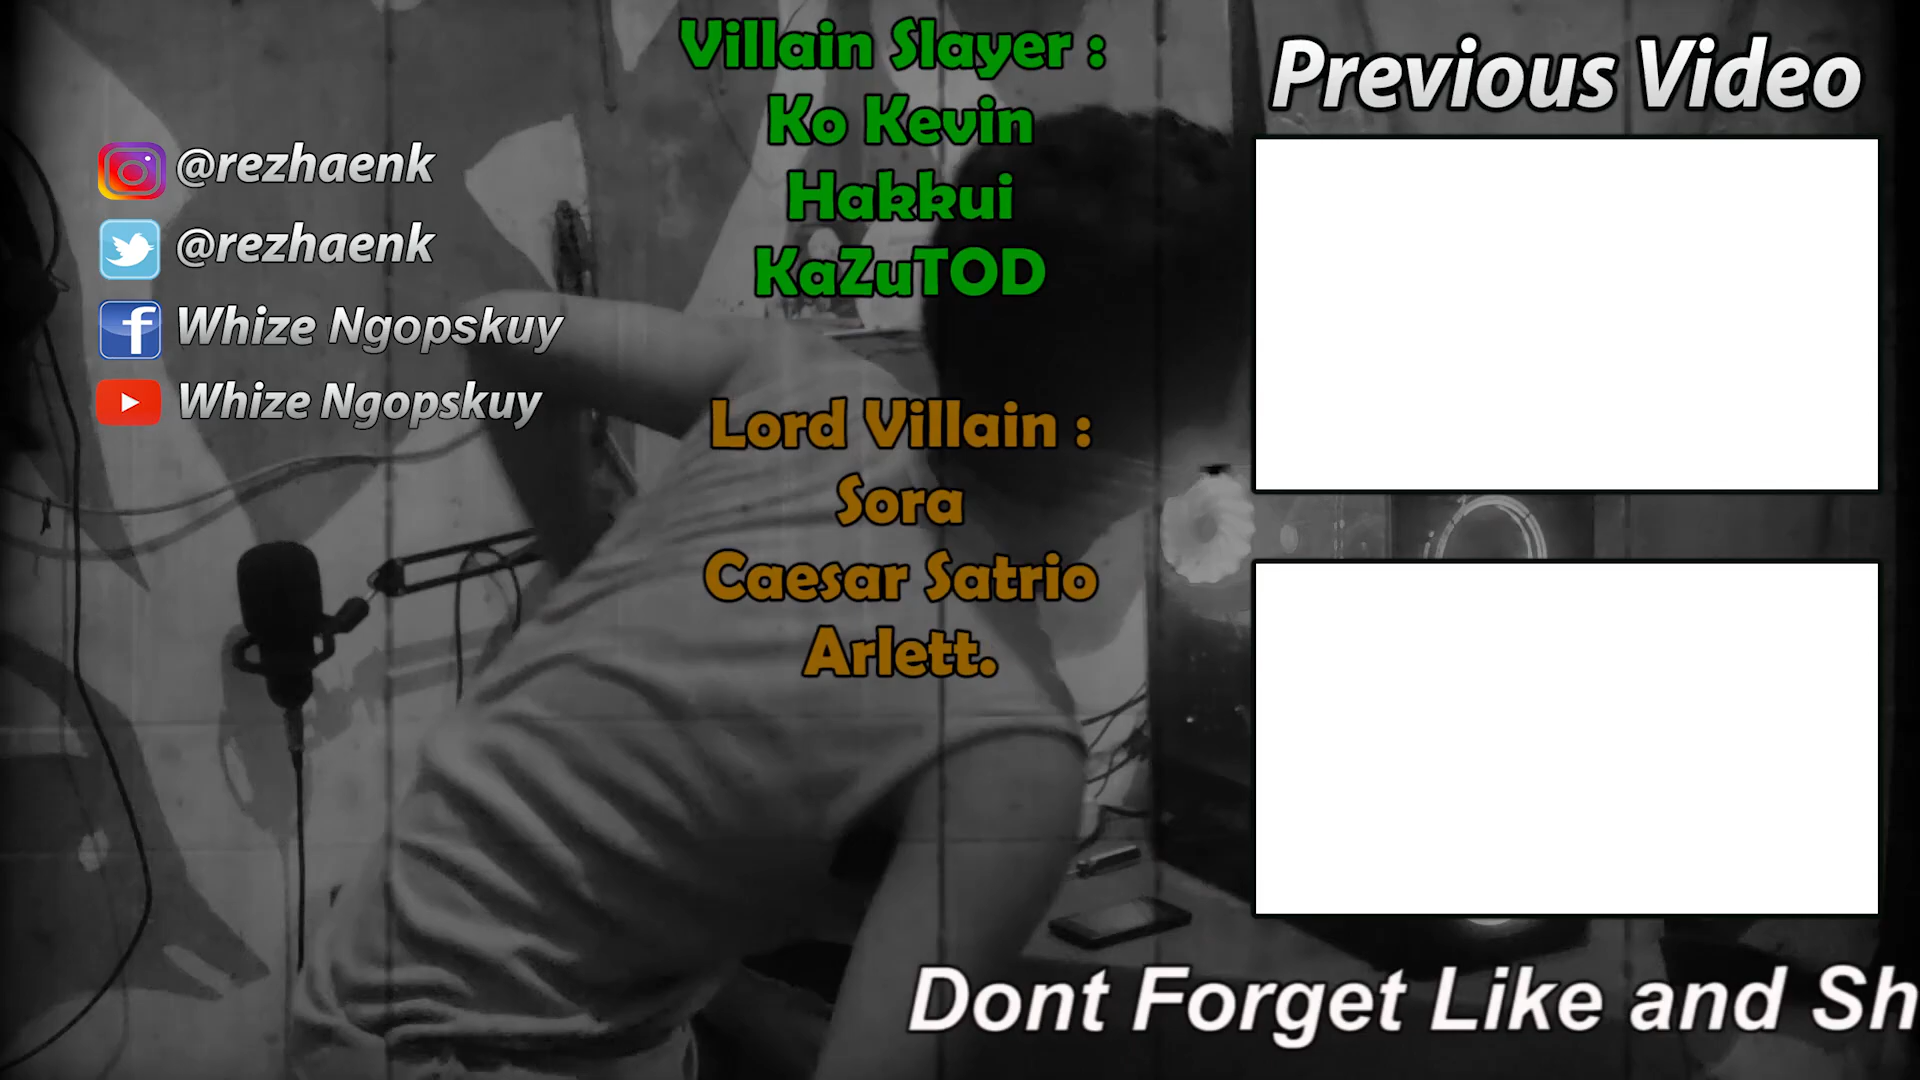 @rezhaenk
@rezhaenk
Whize Ngopskuy
Whize Ngopskuy
Villain Slayer :
Ko Kevin
Hakkui
KaZuTOD
Lord Villain :
Sora
Caesar Satrio
Arlett.
Previous Video
Dont Forget Like and Sh